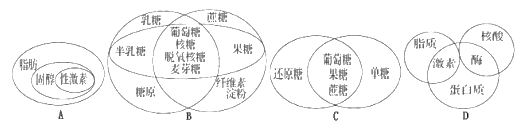 脂肪
固醇
性激素
A
乳糖
蔗糖
葡萄糖
核糖
脱氧核糖
麦芽糖
半乳糖
果糖
糖原
纤维素
淀粉
B
还原糖
葡萄糖
果糖
蔗糖
单糖
C
脂质
核酸
激素
酶
蛋白质
D